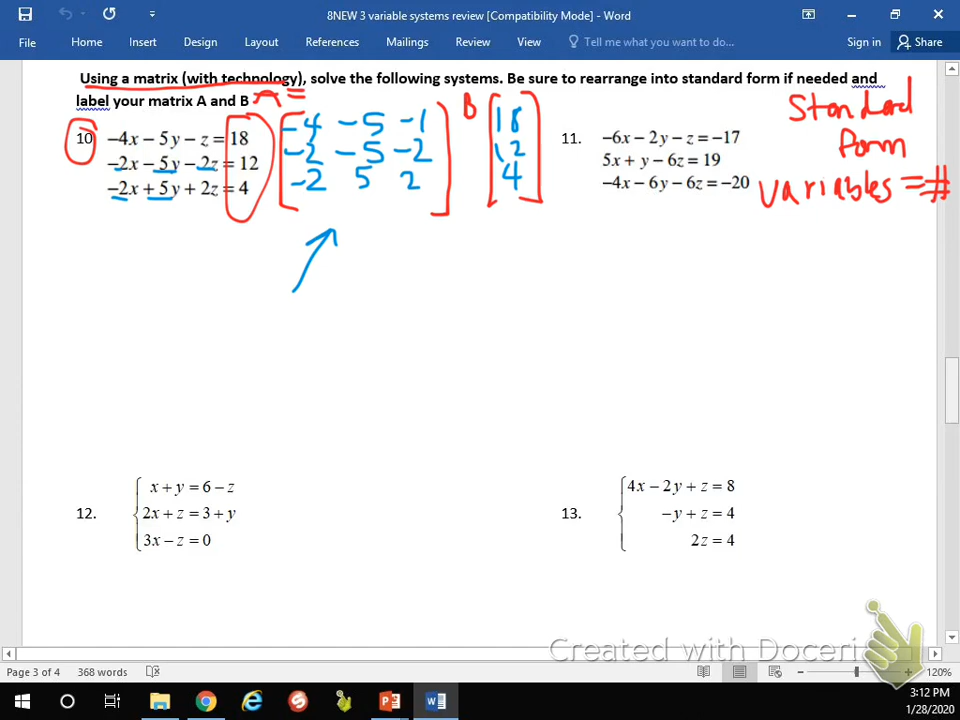 8NEW 3 variable systems review [Compatibility Mode] - Word
File Home Insert Design Layout References Mailings Review View Tell me what you want to do... Sign in Share
Using a matrix (with technology), solve the following systems. Be sure to rearrange into standard form if needed and
label your matrix A and B
A =
10. −4x − 5y − z = 18
−2x − 5y − 2z = 12
−2x + 5y + 2z = 4
-4 -5 -1
-2 -5 -2
-2 5 2
B
18
12
4
11. −6x − 2y − z = −17
5x + y − 6z = 19
−4x − 6y − 6z = −20
Standard
form
variables = #
12. x + y = 6 − z
2x + z = 3 + y
3x − z = 0
13. 4x − 2y + z = 8
−y + z = 4
2z = 4
Created with Doceri
Page 3 of 4 368 words 120%
3:12 PM
1/28/2020